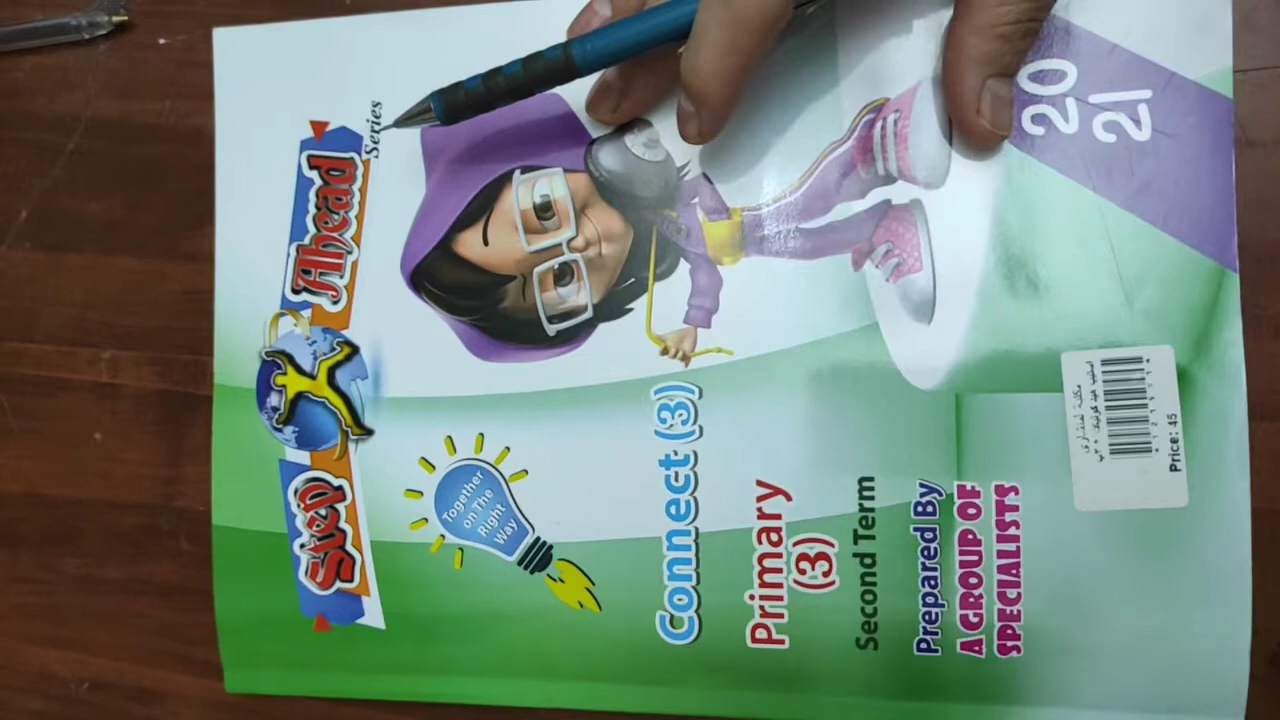 Step Ahead
Series
20
21
Together
on The
Right
Way
Connect (3)
Primary
(3)
Second Term
Prepared By
A GROUP OF
SPECIALISTS
Price: 45